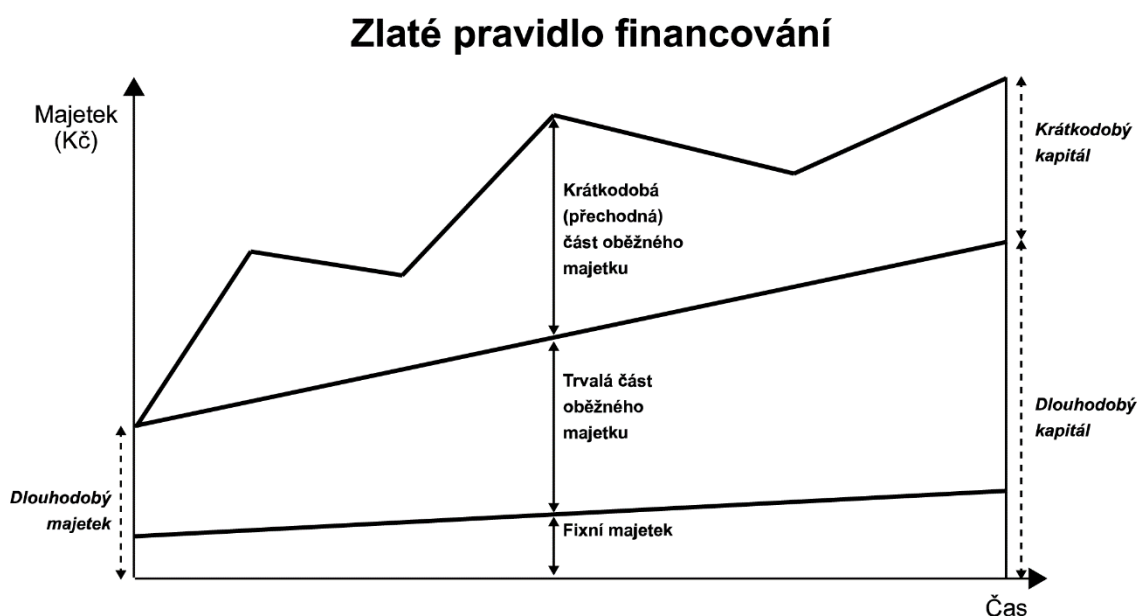 Zlaté pravidlo financování
Majetek
(Kč)
Krátkodobý
kapitál
Krátkodobá
(přechodná)
část oběžného
majetku
Trvalá část
oběžného
majetku
Dlouhodobý
kapitál
Dlouhodobý
majetek
Fixní majetek
Čas